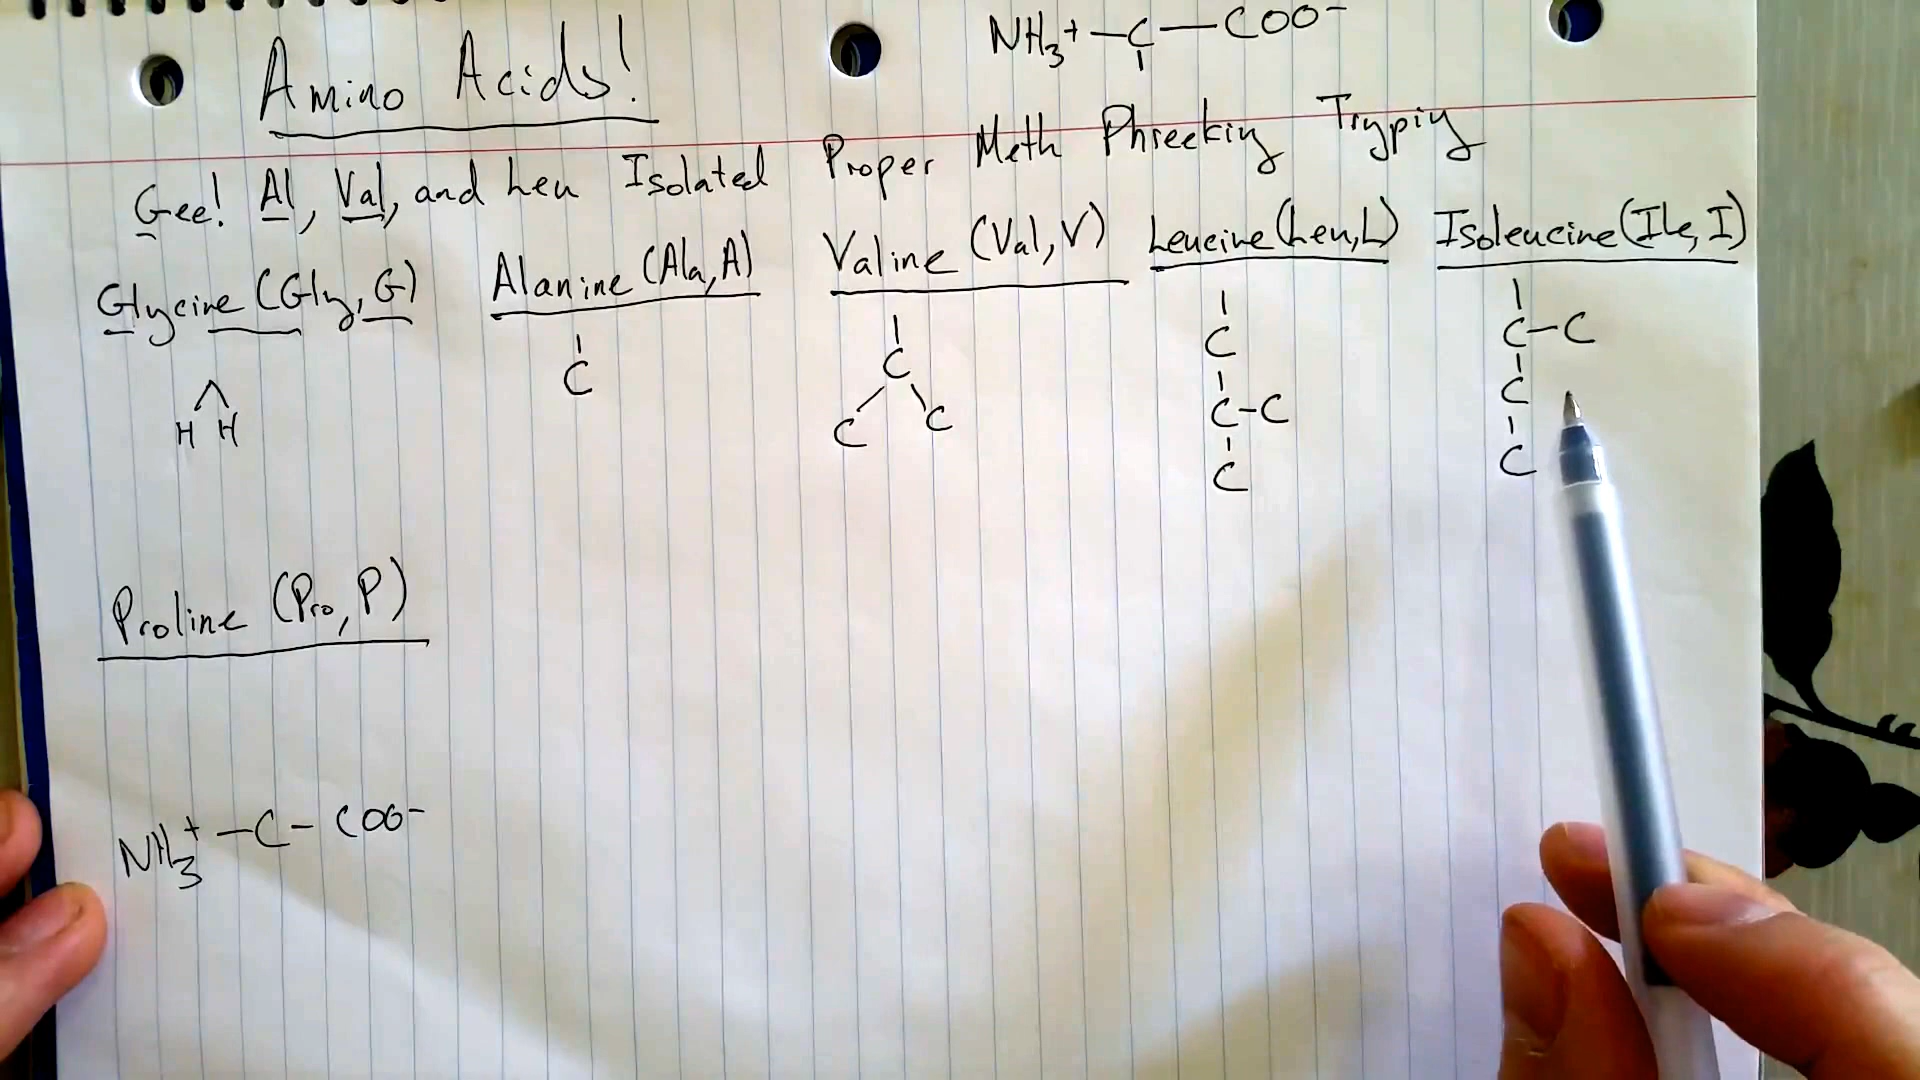 Amino Acids!
NH3+ — C — COO-
Gee! Al, Val, and Leu Isolated Proper Meth Phreeking Tryping
Glycine (Gly, G) Alanine (Ala, A) Valine (Val, V) Leucine (Leu, L) Isoleucine (Ile, I)
H H
C
C
C C
C
C-C
C
C-C
C
C
Proline (Pro, P)
NH3+ - C - COO-